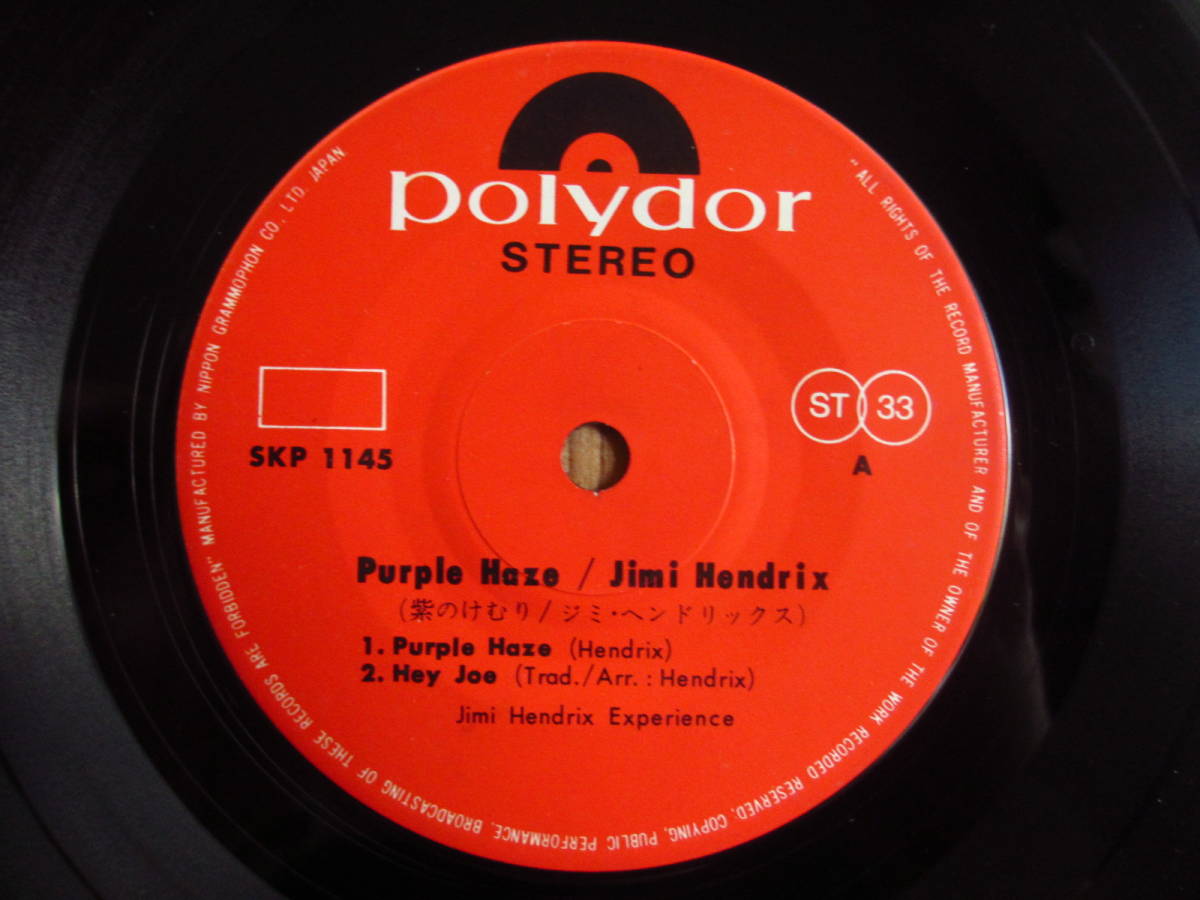 polydor
STEREO
SKP 1145
ST 33
A
Purple Haze / Jimi Hendrix
(紫のけむり/ジミ・ヘンドリックス)
1. Purple Haze (Hendrix)
2. Hey Joe (Trad./Arr. : Hendrix)
Jimi Hendrix Experience
"ALL RIGHTS OF THE RECORD MANUFACTURER AND OF THE OWNER OF THE WORK RECORDED RESERVED. COPYING, PUBLIC PERFORMANCE, BROADCASTING OF THESE RECORDS ARE FORBIDDEN" MANUFACTURED BY NIPPON GRAMMOPHON CO., LTD. JAPAN